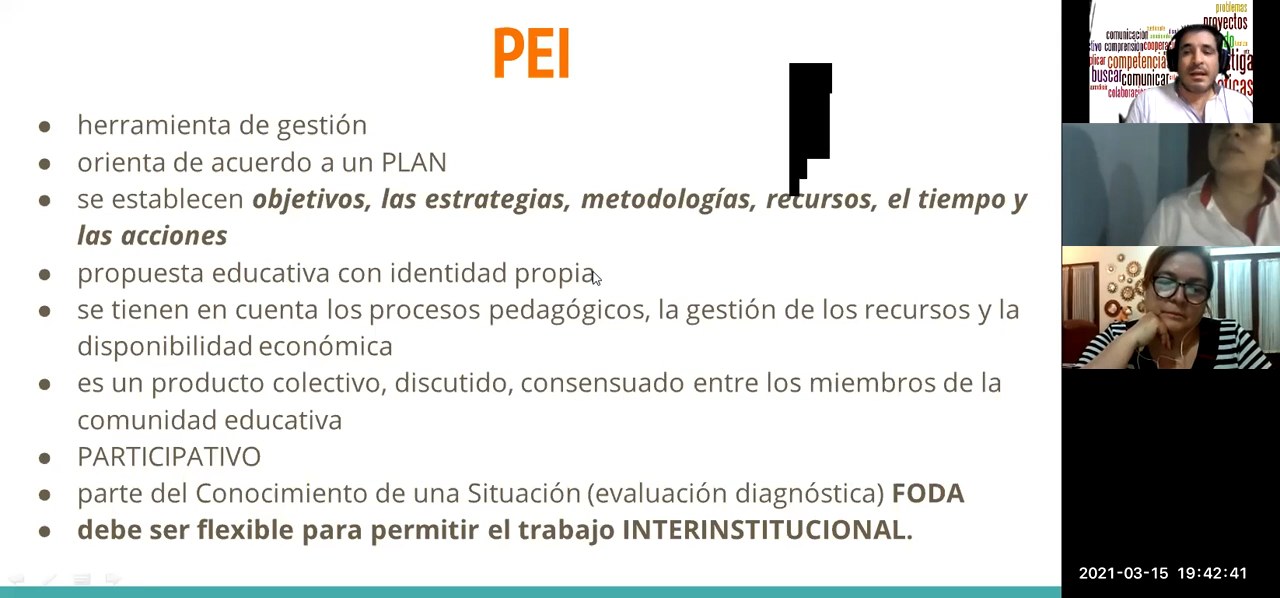 PEI
● herramienta de gestión
● orienta de acuerdo a un PLAN
● se establecen objetivos, las estrategias, metodologías, recursos, el tiempo y
las acciones
● propuesta educativa con identidad propia
● se tienen en cuenta los procesos pedagógicos, la gestión de los recursos y la
disponibilidad económica
● es un producto colectivo, discutido, consensuado entre los miembros de la
comunidad educativa
● PARTICIPATIVO
● parte del Conocimiento de una Situación (evaluación diagnóstica) FODA
● debe ser flexible para permitir el trabajo INTERINSTITUCIONAL.
problemas
proyectos
comunicación
comprensión
competencia
buscar comunicar
2021-03-15 19:42:41